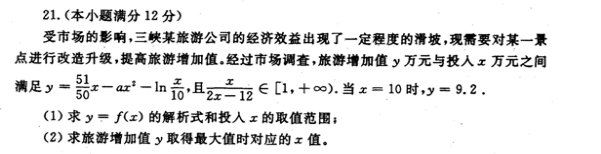 21.(本小题满分12分)
受市场的影响,三峡某旅游公司的经济效益出现了一定程度的滑坡,现需要对某一景
点进行改造升级,提高旅游增加值。经过市场调查,旅游增加值 y 万元与投入 x 万元之间
满足 y = \frac{51}{50}x − ax² − ln \frac{x}{10},且 \frac{x}{2x−12} ∈ [1,+∞). 当 x = 10 时,y = 9.2 .
(1) 求 y = f(x) 的解析式和投入 x 的取值范围;
(2) 求旅游增加值 y 取得最大值时对应的 x 值。